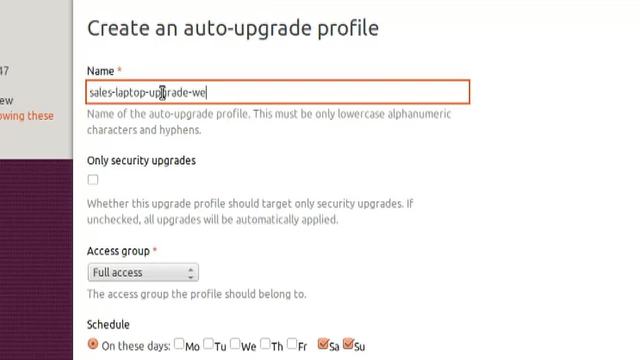 Create an auto-upgrade profile
47
Name *
sales-laptop-upgrade-we
ew
Name of the auto-upgrade profile. This must be only lowercase alphanumeric
owing these
characters and hyphens.
Only security upgrades
Whether this upgrade profile should target only security upgrades. If
unchecked, all upgrades will be automatically applied.
Access group *
Full access
The access group the profile should belong to.
Schedule
On these days: Mo Tu We Th Fr Sa Su